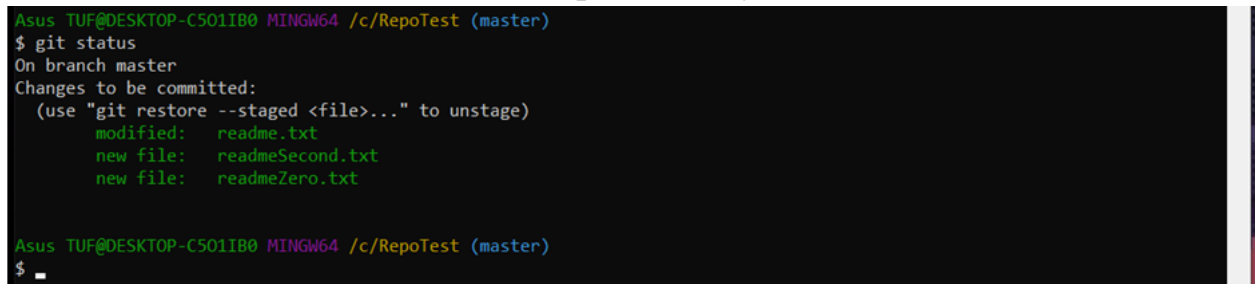 Asus TUF@DESKTOP-C5O1IB0 MINGW64 /c/RepoTest (master)
$ git status
On branch master
Changes to be committed:
  (use "git restore --staged <file>..." to unstage)
        modified:   readme.txt
        new file:   readmeSecond.txt
        new file:   readmeZero.txt
Asus TUF@DESKTOP-C5O1IB0 MINGW64 /c/RepoTest (master)
$